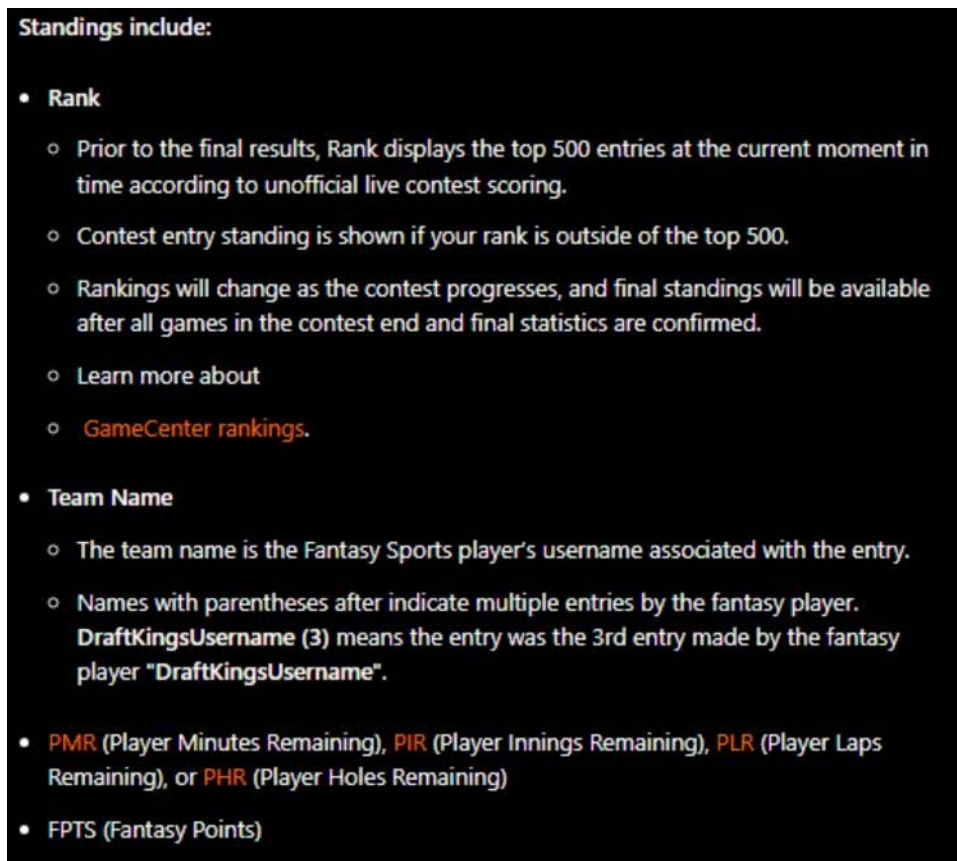 Standings include:
• Rank
○ Prior to the final results, Rank displays the top 500 entries at the current moment in
time according to unofficial live contest scoring.
○ Contest entry standing is shown if your rank is outside of the top 500.
○ Rankings will change as the contest progresses, and final standings will be available
after all games in the contest end and final statistics are confirmed.
○ Learn more about
○ GameCenter rankings.
• Team Name
○ The team name is the Fantasy Sports player's username associated with the entry.
○ Names with parentheses after indicate multiple entries by the fantasy player.
DraftKingsUsername (3) means the entry was the 3rd entry made by the fantasy
player "DraftKingsUsername".
• PMR (Player Minutes Remaining), PIR (Player Innings Remaining), PLR (Player Laps
Remaining), or PHR (Player Holes Remaining)
• FPTS (Fantasy Points)